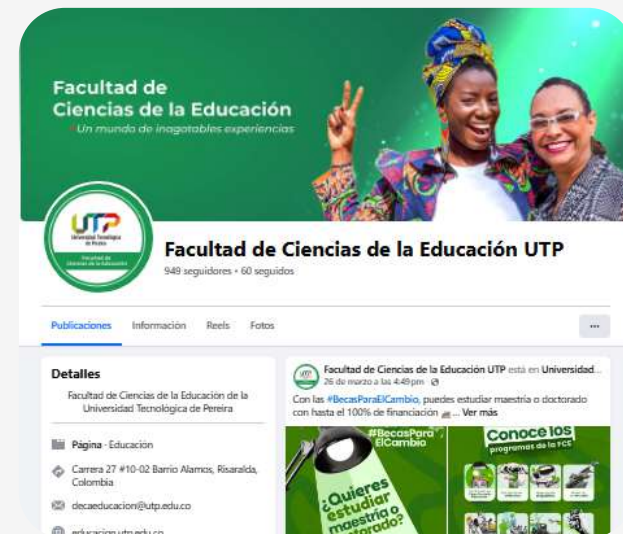 Facultad de
Ciencias de la Educación
Un mundo de inagotables experiencias
UTP
Universidad Tecnológica
de Pereira
Facultad de
Ciencias de la Educación
Facultad de Ciencias de la Educación UTP
949 seguidores • 60 seguidos
Publicaciones Información Reels Fotos
...
Detalles
Facultad de Ciencias de la Educación de la
Universidad Tecnológica de Pereira
Página · Educación
Carrera 27 #10-02 Barrio Alamos, Risaralda,
Colombia
decaeducacion@utp.edu.co
educacion.utp.edu.co
Facultad de Ciencias de la Educación UTP está en Universidad...
26 de marzo a las 4:49 pm
Con las #BecasParaElCambio, puedes estudiar maestría o doctorado
con hasta el 100% de financiación ... Ver más
#BecasPara
ElCambio
¿Quieres
estudiar
maestría o
doctorado?
Conoce los
programas de la FCE